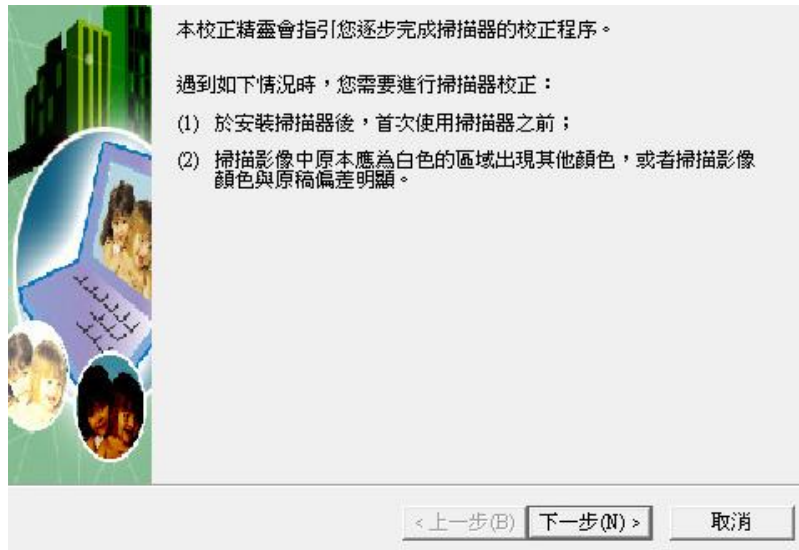 本校正精靈會指引您逐步完成掃描器的校正程序。
遇到如下情況時，您需要進行掃描器校正：
(1) 於安裝掃描器後，首次使用掃描器之前；
(2) 掃描影像中原本應為白色的區域出現其他顏色，或者掃描影像
顏色與原稿偏差明顯。
<上一步(B) 下一步(N)> 取消